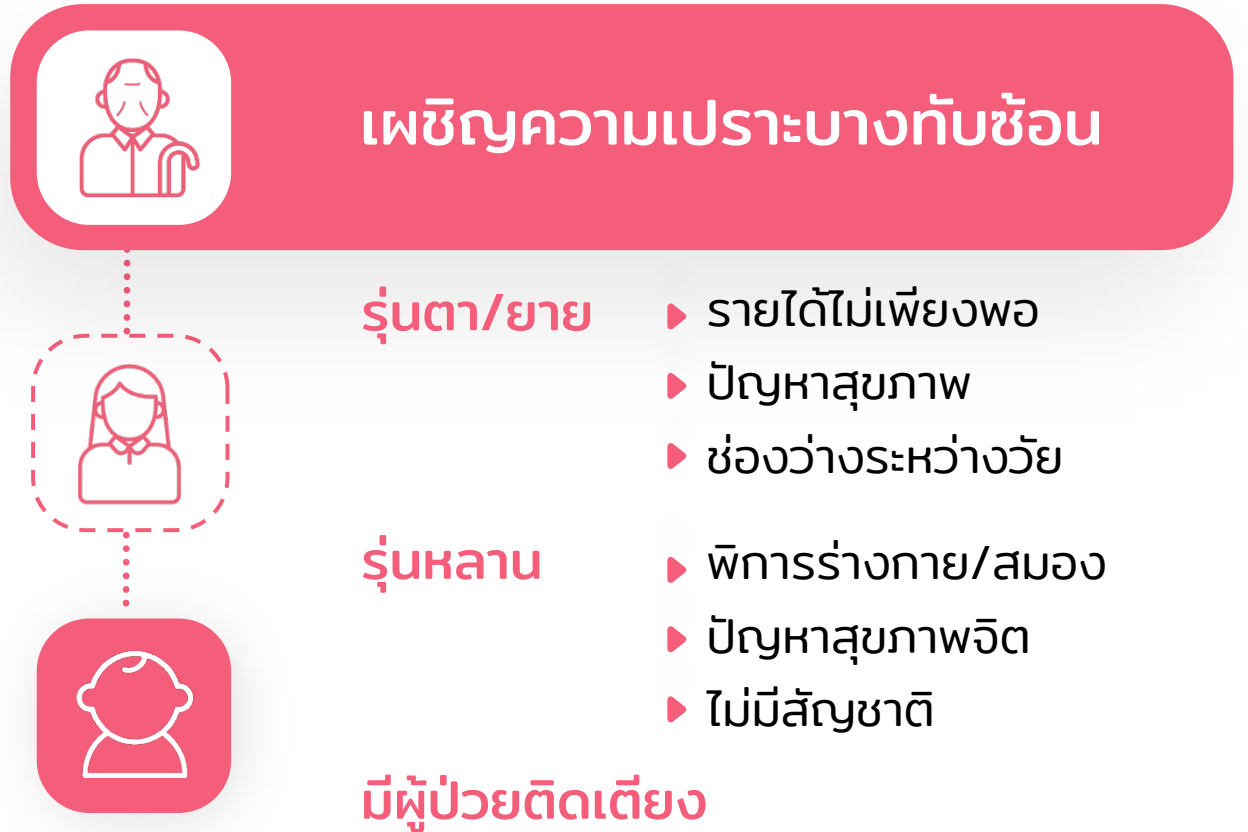 เผชิญความเปราะบางทับซ้อน
รุ่นตา/ยาย
รายได้ไม่เพียงพอ
ปัญหาสุขภาพ
ช่องว่างระหว่างวัย
รุ่นหลาน
พิการร่างกาย/สมอง
ปัญหาสุขภาพจิต
ไม่มีสัญชาติ
มีผู้ป่วยติดเตียง